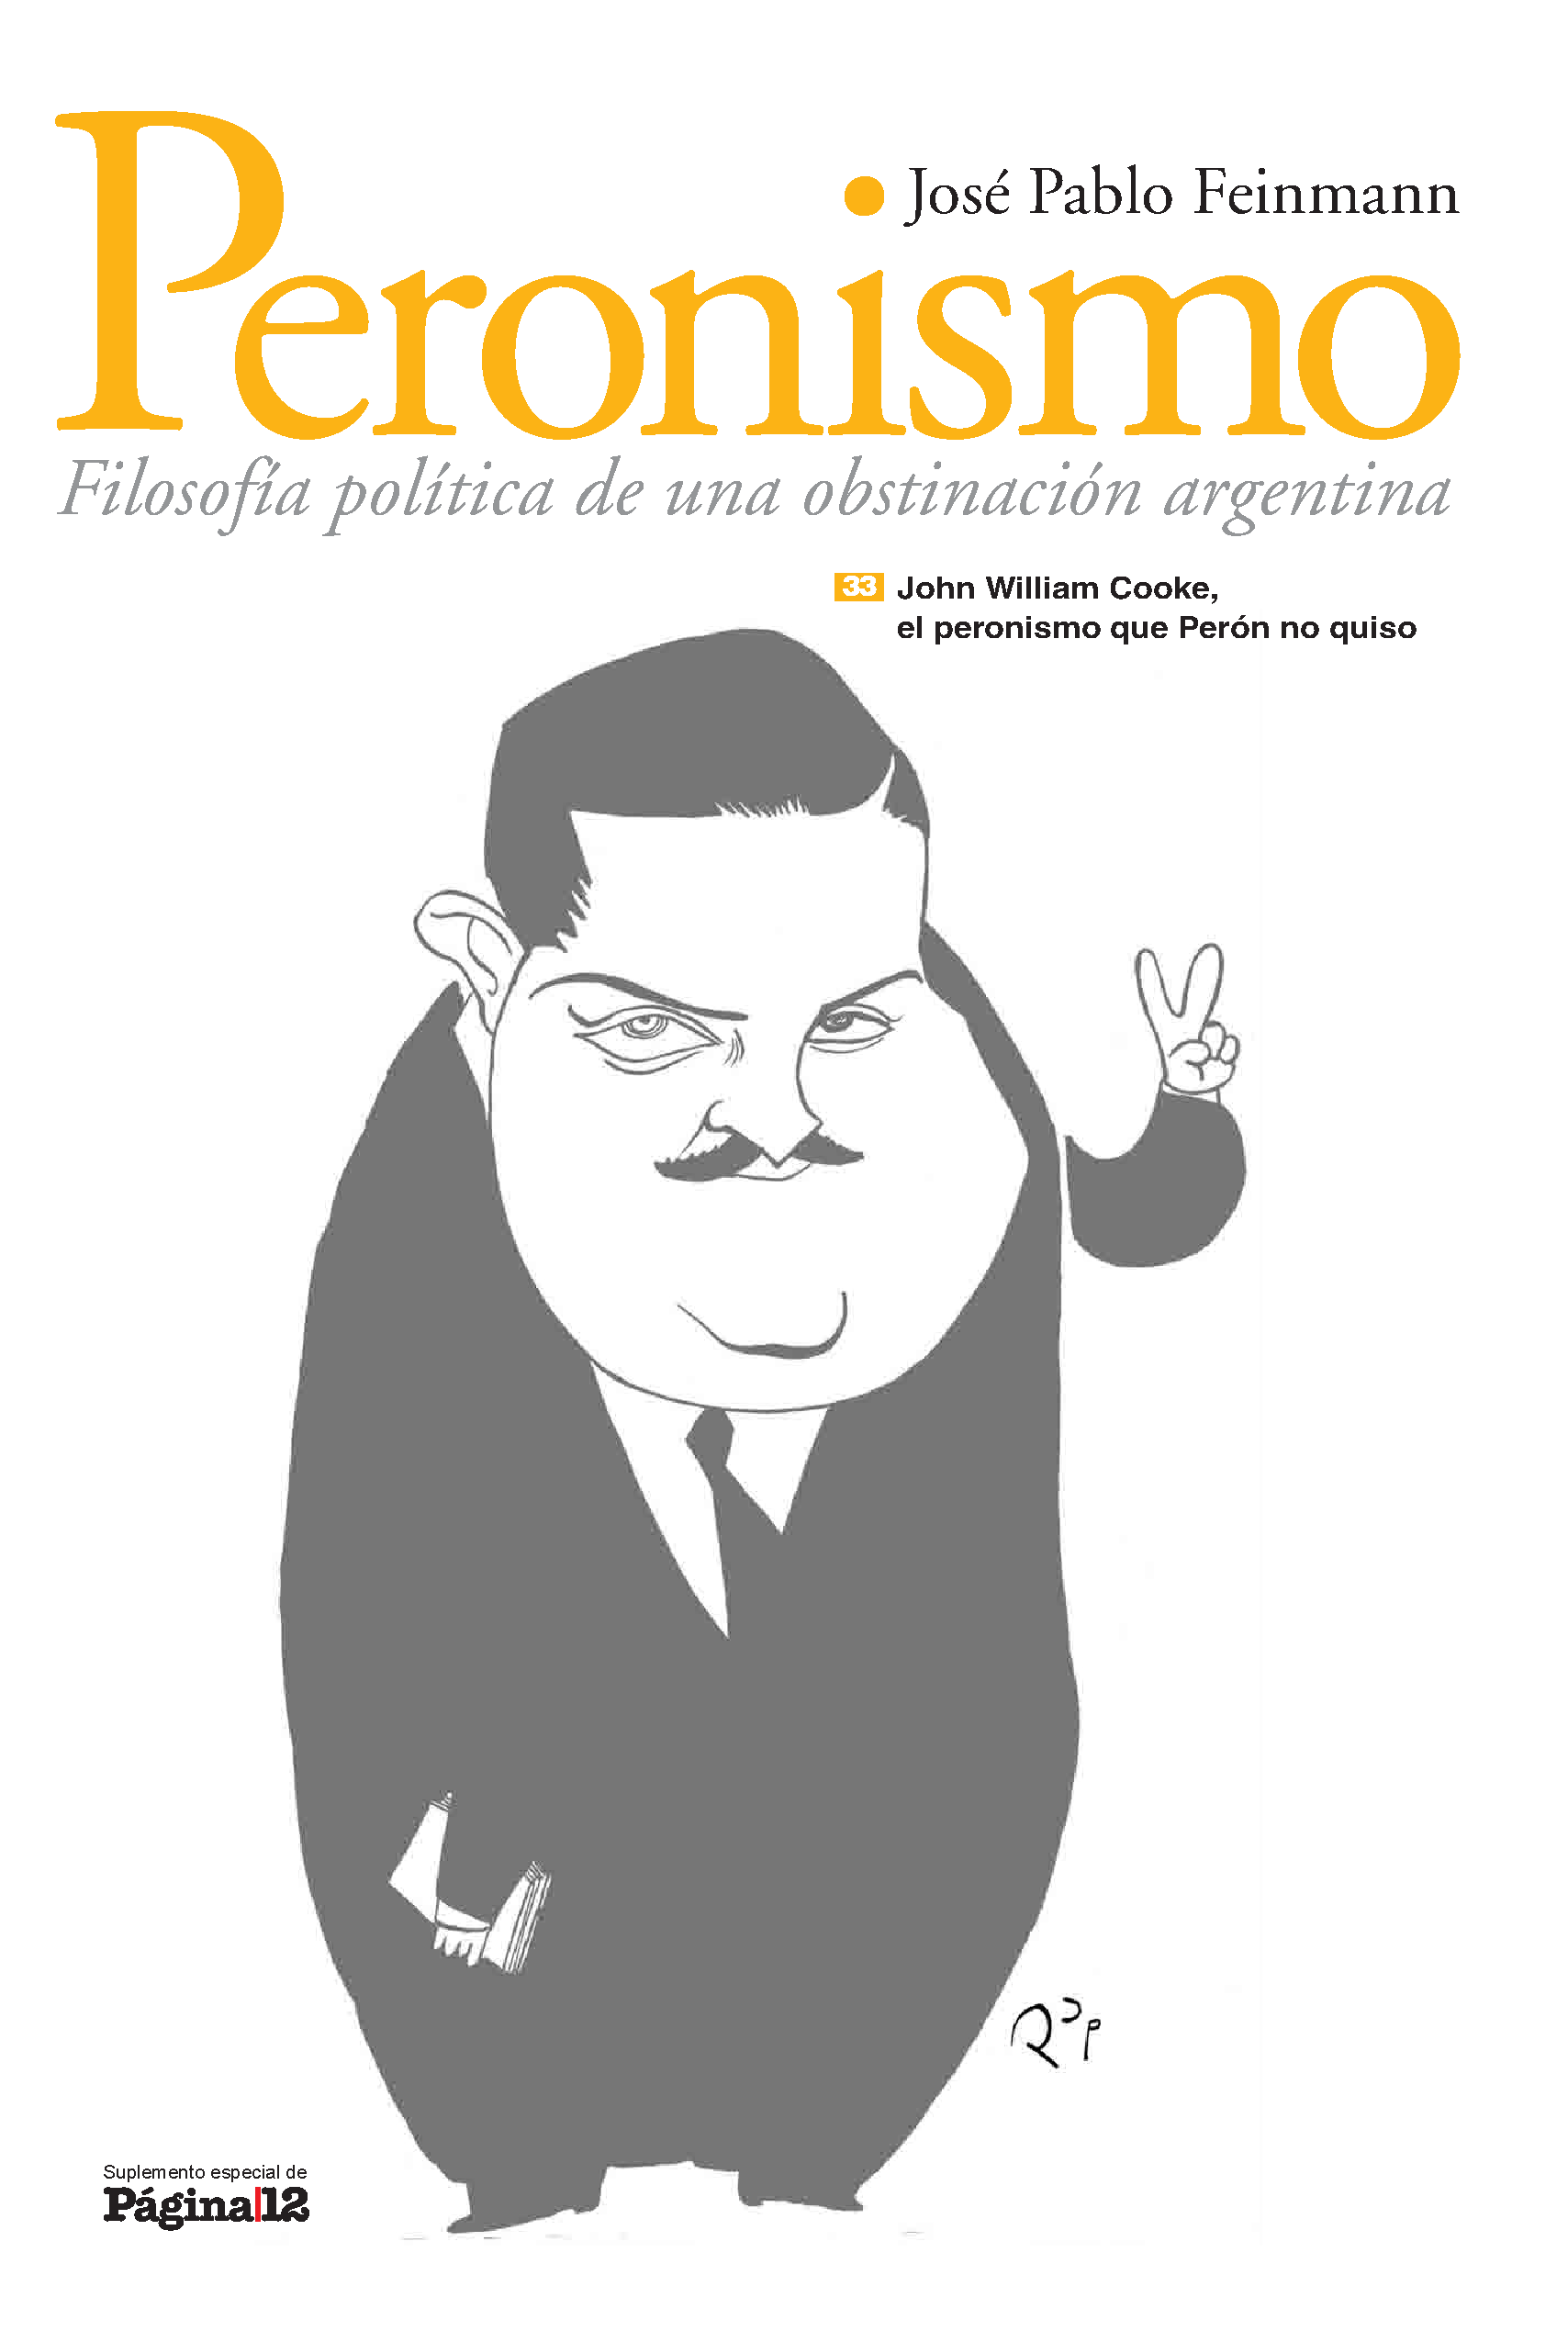 José Pablo Feinmann
Peronismo
Filosofía política de una obstinación argentina
33 John William Cooke,
el peronismo que Perón no quiso
Rep
Suplemento especial de
Página|12